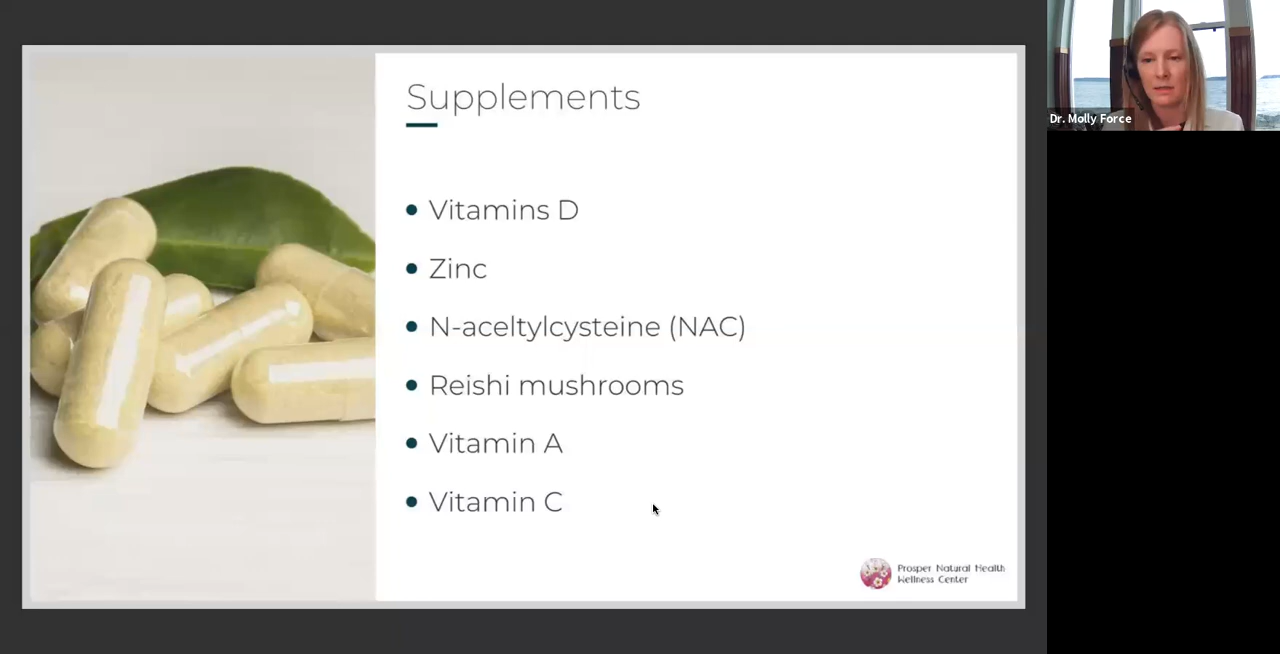 Supplements
Vitamins D
Zinc
N-aceltylcysteine (NAC)
Reishi mushrooms
Vitamin A
Vitamin C
Prosper Natural Health
Wellness Center
Dr. Molly Force